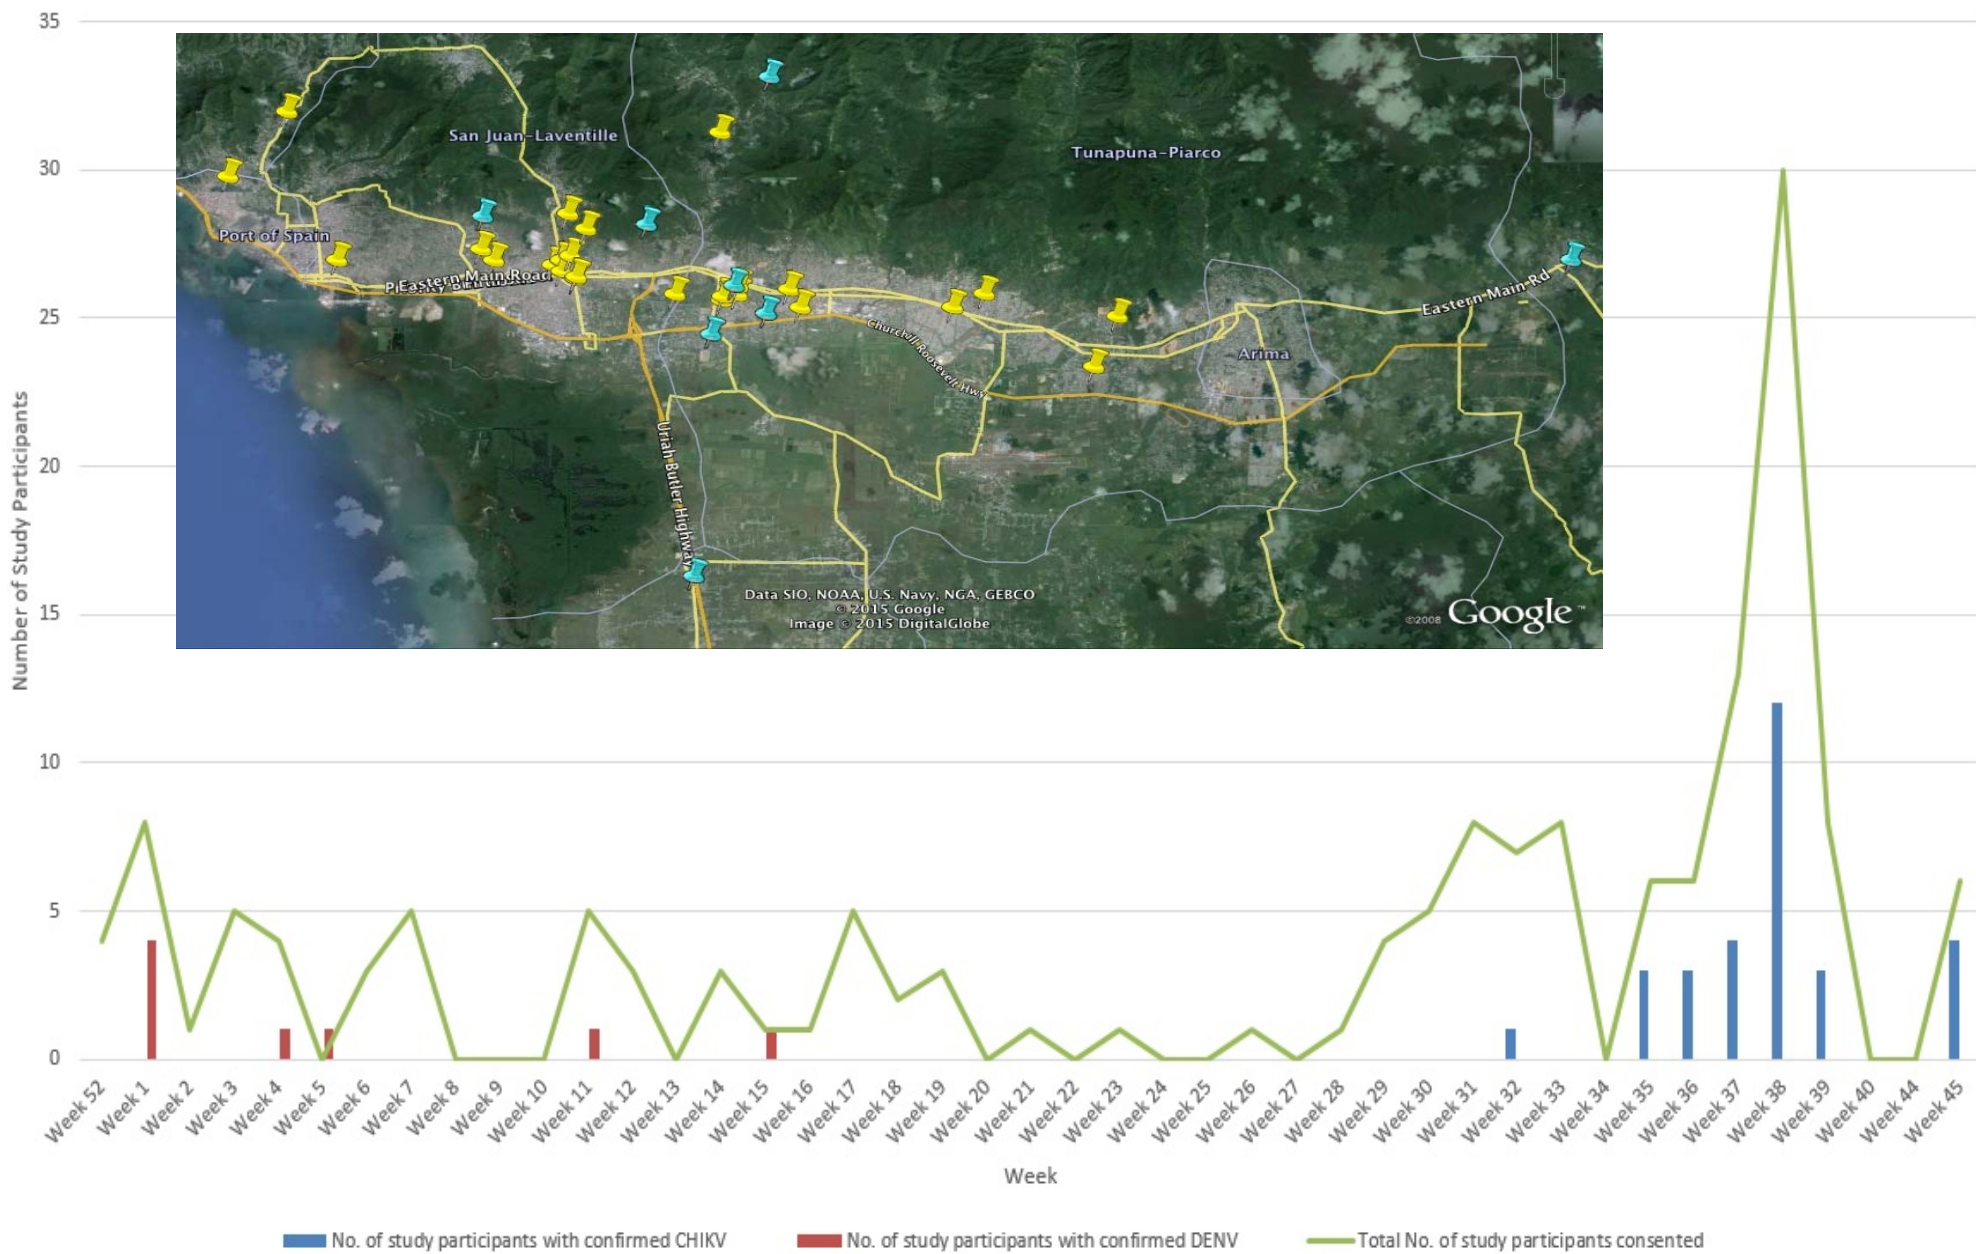 35
30
25
20
15
10
5
0
Number of Study Participants
San Juan-Laventille
Tunapuna-Piarco
Port of Spain
Eastern Main Road
Eastern Main Rd
Churchill Roosevelt Hwy
Arima
Uriah Butler Highway
Data SIO, NOAA, U.S. Navy, NGA, GEBCO
© 2015 Google
Image © 2015 DigitalGlobe
©2008 Google™
Week 52
Week 1
Week 2
Week 3
Week 4
Week 5
Week 6
Week 7
Week 8
Week 9
Week 10
Week 11
Week 12
Week 13
Week 14
Week 15
Week 16
Week 17
Week 18
Week 19
Week 20
Week 21
Week 22
Week 23
Week 24
Week 25
Week 26
Week 27
Week 28
Week 29
Week 30
Week 31
Week 32
Week 33
Week 34
Week 35
Week 36
Week 37
Week 38
Week 39
Week 40
Week 44
Week 45
Week
No. of study participants with confirmed CHIKV
No. of study participants with confirmed DENV
Total No. of study participants consented